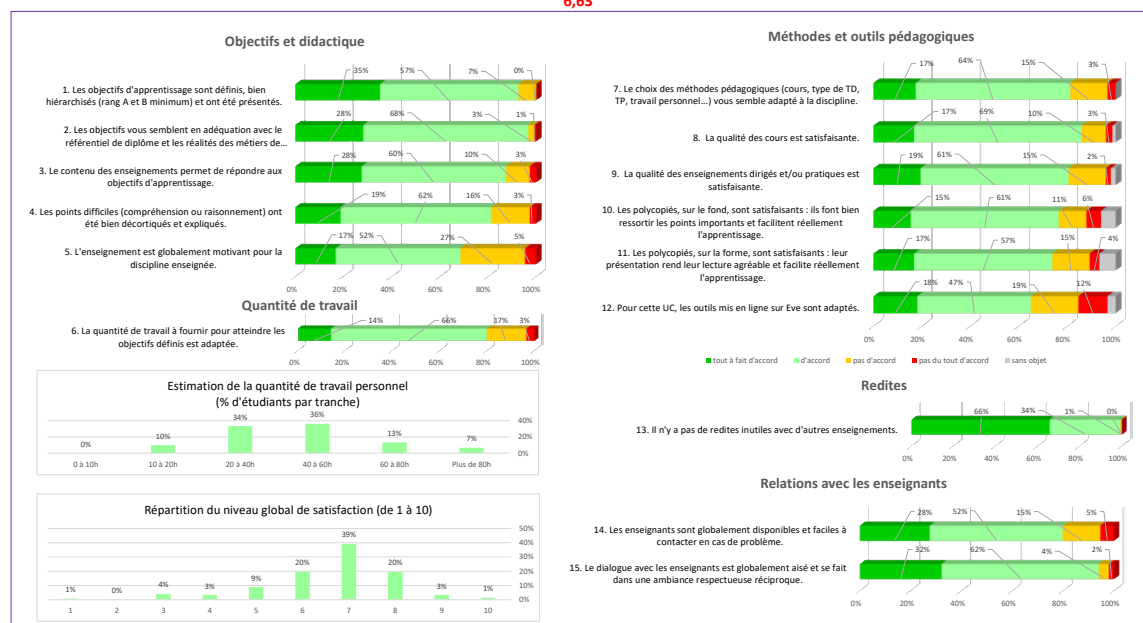 6,63
Objectifs et didactique
35% 57% 7% 0%
1. Les objectifs d'apprentissage sont définis, bien
hiérarchisés (rang A et B minimum) et ont été présentés.
28% 68% 3% 1%
2. Les objectifs vous semblent en adéquation avec le
référentiel de diplôme et les réalités des métiers de…
28% 60% 10% 3%
3. Le contenu des enseignements permet de répondre aux
objectifs d'apprentissage.
19% 62% 16% 3%
4. Les points difficiles (compréhension ou raisonnement) ont
été bien décortiqués et expliqués.
17% 52% 27% 5%
5. L'enseignement est globalement motivant pour la
discipline enseignée.
0% 20% 40% 60% 80% 100%
Quantité de travail
14% 66% 17% 3%
6. La quantité de travail à fournir pour atteindre les
objectifs définis est adaptée.
0% 20% 40% 60% 80% 100%
Estimation de la quantité de travail personnel
(% d'étudiants par tranche)
0% 10% 34% 36% 13% 7%
40%
20%
0%
0 à 10h 10 à 20h 20 à 40h 40 à 60h 60 à 80h Plus de 80h
Répartition du niveau global de satisfaction (de 1 à 10)
1% 0% 4% 3% 9% 20% 39% 20% 3% 1%
50%
40%
30%
20%
10%
0%
1 2 3 4 5 6 7 8 9 10
Méthodes et outils pédagogiques
17% 64% 15% 3%
7. Le choix des méthodes pédagogiques (cours, type de TD,
TP, travail personnel…) vous semble adapté à la discipline.
17% 69% 10% 3%
8. La qualité des cours est satisfaisante.
19% 61% 15% 2%
9. La qualité des enseignements dirigés et/ou pratiques est
satisfaisante.
15% 61% 11% 6%
10. Les polycopiés, sur le fond, sont satisfaisants : ils font bien
ressortir les points importants et facilitent réellement
l'apprentissage.
17% 57% 15% 4%
11. Les polycopiés, sur la forme, sont satisfaisants : leur
présentation rend leur lecture agréable et facilite réellement
l'apprentissage.
18% 47% 19% 12%
12. Pour cette UC, les outils mis en ligne sur Eve sont adaptés.
0% 20% 40% 60% 80% 100%
tout à fait d'accord d'accord pas d'accord pas du tout d'accord sans objet
Redites
66% 34% 1% 0%
13. Il n'y a pas de redites inutiles avec d'autres enseignements.
0% 20% 40% 60% 80% 100%
Relations avec les enseignants
28% 52% 15% 5%
14. Les enseignants sont globalement disponibles et faciles à
contacter en cas de problème.
32% 62% 4% 2%
15. Le dialogue avec les enseignants est globalement aisé et se fait
dans une ambiance respectueuse réciproque.
0% 20% 40% 60% 80% 100%